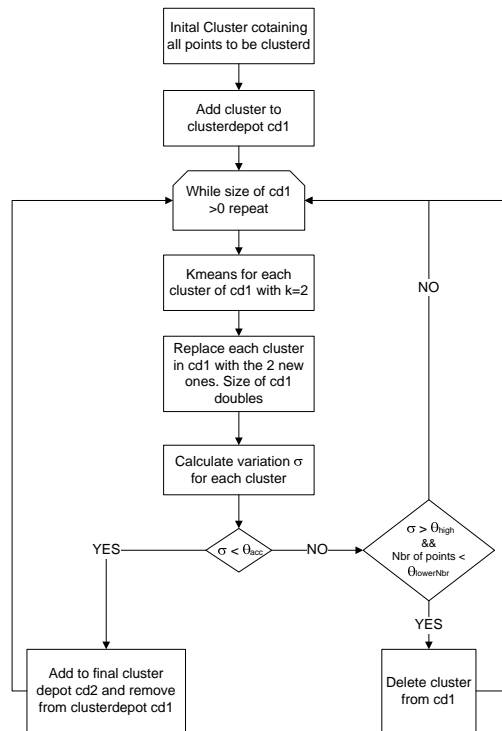 Inital Cluster cotaining
all points to be clusterd
Add cluster to
clusterdepot cd1
While size of cd1
>0 repeat
Kmeans for each
cluster of cd1 with k=2
NO
Replace each cluster
in cd1 with the 2 new
ones. Size of cd1
doubles
Calculate variation σ
for each cluster
YES
σ < θacc
NO
σ > θhigh
&&
Nbr of points <
θlowerNbr
YES
Add to final cluster
depot cd2 and remove
from clusterdepot cd1
Delete cluster
from cd1